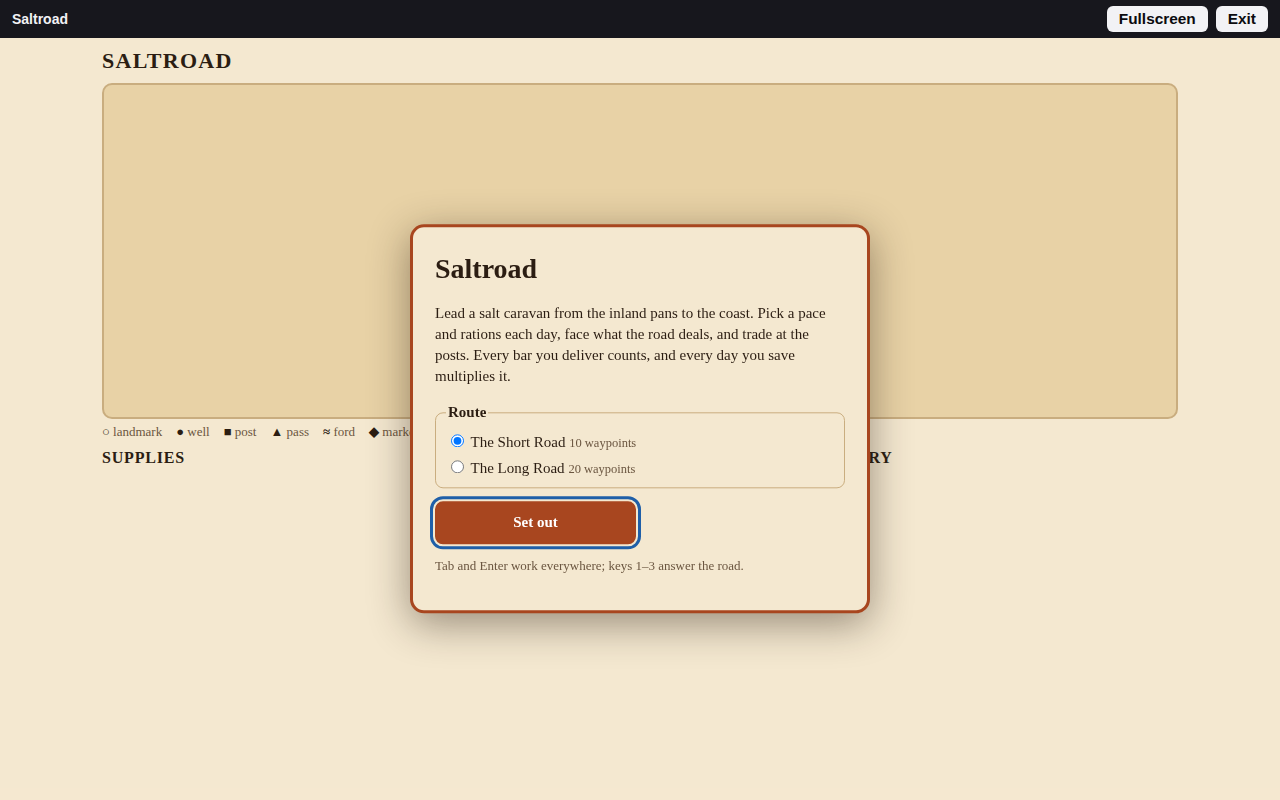 Saltroad
Fullscreen
Exit
SALTROAD
Saltroad
Lead a salt caravan from the inland pans to the coast. Pick a pace
and rations each day, face what the road deals, and trade at the
posts. Every bar you deliver counts, and every day you save
multiplies it.
Route
The Short Road 10 waypoints
The Long Road 20 waypoints
Set out
Tab and Enter work everywhere; keys 1–3 answer the road.
○ landmark ● well ■ post ▲ pass ≈ ford ◆
SUPPLIES